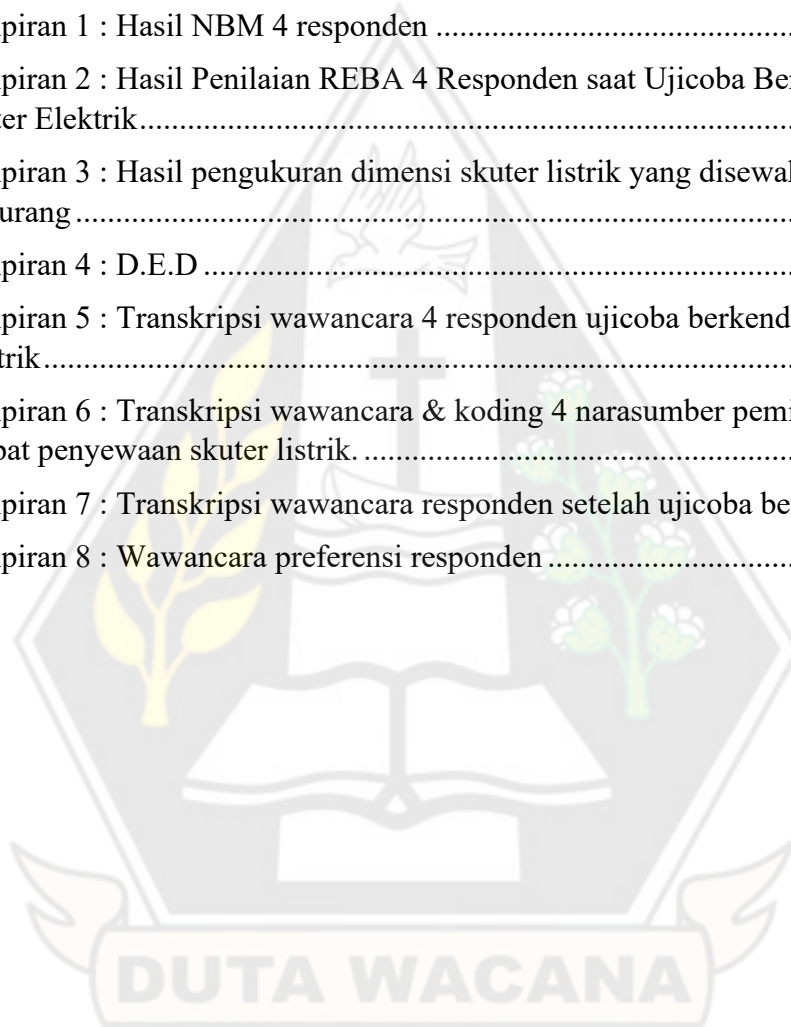 piran 1 : Hasil NBM 4 responden ........................................
piran 2 : Hasil Penilaian REBA 4 Responden saat Ujicoba Be
er Elektrik........................................................................
piran 3 : Hasil pengukuran dimensi skuter listrik yang disewa
urang ................................................................................
piran 4 : D.E.D ................................................................
piran 5 : Transkripsi wawancara 4 responden ujicoba berkend
trik....................................................................................
piran 6 : Transkripsi wawancara & koding 4 narasumber pemi
pat penyewaan skuter listrik. ............................................
piran 7 : Transkripsi wawancara responden setelah ujicoba be
piran 8 : Wawancara preferensi responden ..........................
DUTA WACANA